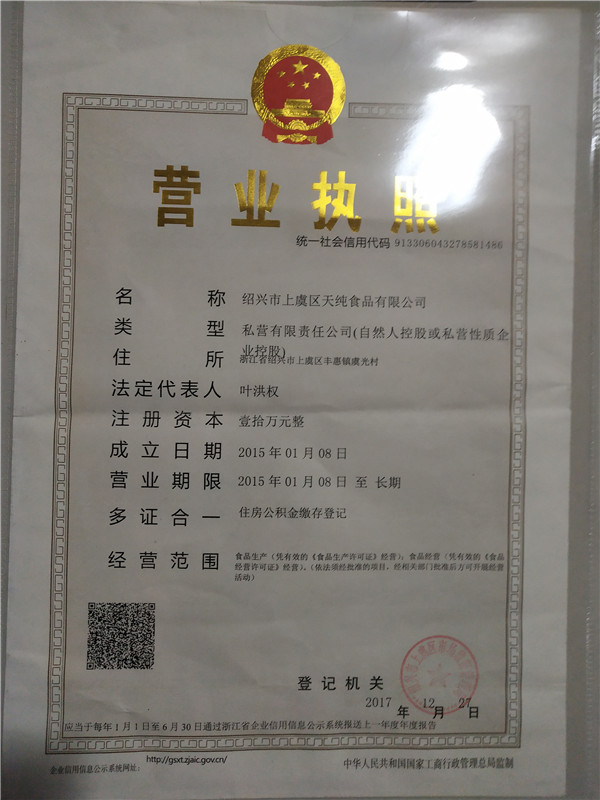 营业执照
统一社会信用代码 913306043278581486
名称 绍兴市上虞区天纯食品有限公司
类型 私营有限责任公司(自然人控股或私营性质企
业控股)
住所 浙江省绍兴市上虞区丰惠镇虞光村
法定代表人 叶洪权
注册资本 壹拾万元整
成立日期 2015年01月08日
营业期限 2015年01月08日至长期
多证合一 住房公积金缴存登记
经营范围 食品生产（凭有效的《食品生产许可证》经营）；食品经营（凭有效的《食品
经营许可证》经营）。（依法须经批准的项目，经相关部门批准后方可开展经营
活动）
登记机关
2017年12月27日
应当于每年1月1日至6月30日通过浙江省企业信用信息公示系统报送上一年度年度报告
企业信用信息公示系统网址： http://gsxt.zjaic.gov.cn/
中华人民共和国国家工商行政管理总局监制